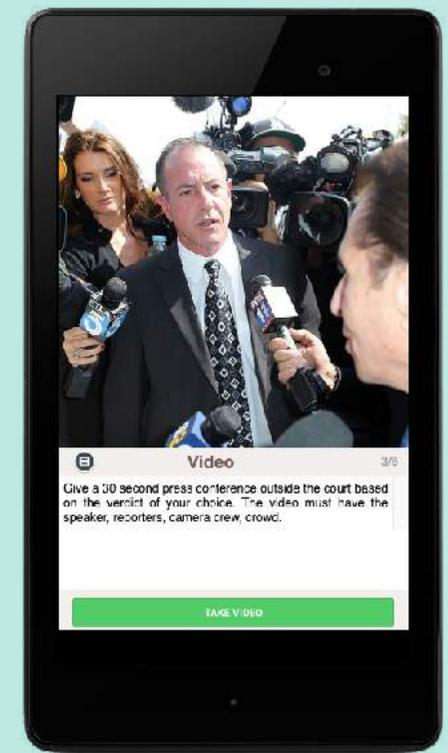 Video
3/6
Give a 30 second press conference outside the court based
on the verdict of your choice. The video must have the
speaker, reporters, camera crew, crowd.
TAKE VIDEO